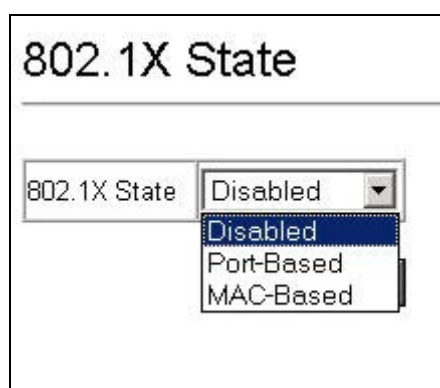 802.1X State
802.1X State Disabled
Disabled
Port-Based
MAC-Based